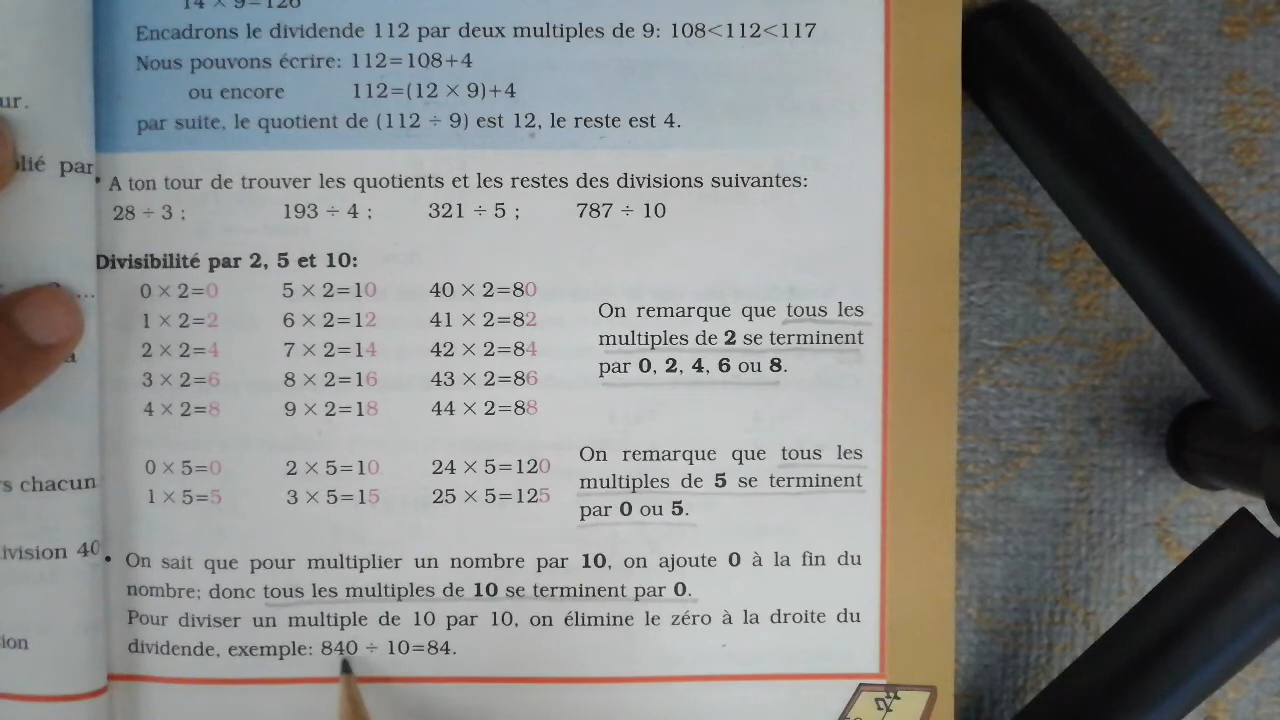 14 × 9=126
Encadrons le dividende 112 par deux multiples de 9: 108<112<117
Nous pouvons écrire: 112=108+4
ou encore 112=(12 × 9)+4
par suite, le quotient de (112 ÷ 9) est 12, le reste est 4.
A ton tour de trouver les quotients et les restes des divisions suivantes:
28 ÷ 3 ; 193 ÷ 4 ; 321 ÷ 5 ; 787 ÷ 10
Divisibilité par 2, 5 et 10:
0 × 2=0 5 × 2=10 40 × 2=80
1 × 2=2 6 × 2=12 41 × 2=82
2 × 2=4 7 × 2=14 42 × 2=84
3 × 2=6 8 × 2=16 43 × 2=86
4 × 2=8 9 × 2=18 44 × 2=88
On remarque que tous les
multiples de 2 se terminent
par 0, 2, 4, 6 ou 8.
0 × 5=0 2 × 5=10 24 × 5=120
1 × 5=5 3 × 5=15 25 × 5=125
On remarque que tous les
multiples de 5 se terminent
par 0 ou 5.
• On sait que pour multiplier un nombre par 10, on ajoute 0 à la fin du
nombre; donc tous les multiples de 10 se terminent par 0.
Pour diviser un multiple de 10 par 10, on élimine le zéro à la droite du
dividende, exemple: 840 ÷ 10=84.
ur.
lié par
s chacun
ivision 40
ion